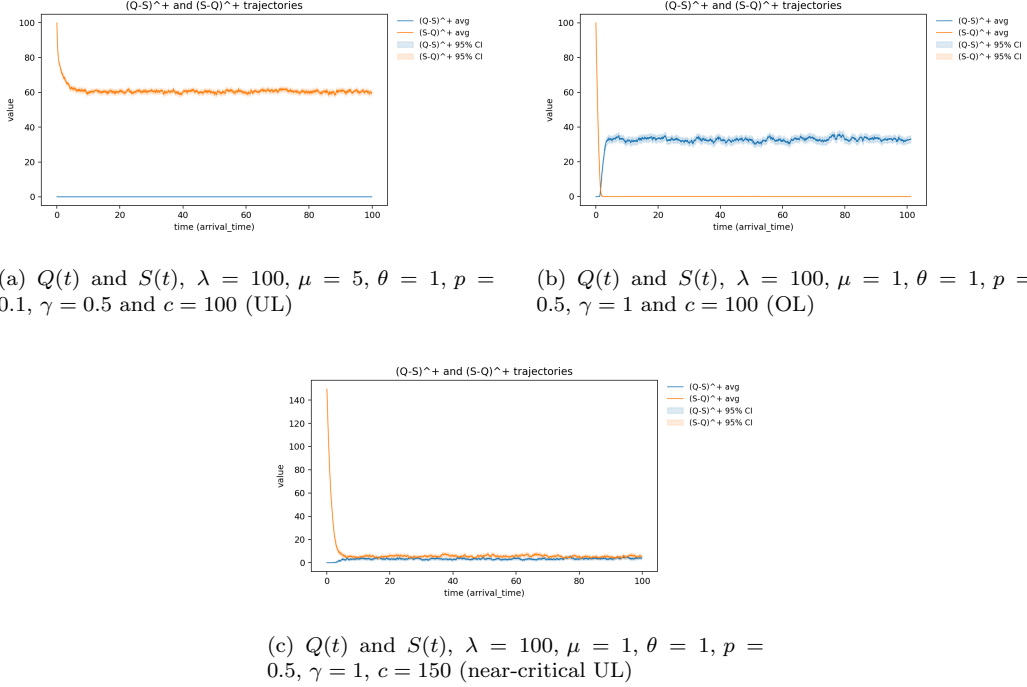 (Q-S)^+ and (S-Q)^+ trajectories
100
80
60
40
20
0
value
0 20 40 60 80 100
time (arrival_time)
(Q-S)^+ avg
(S-Q)^+ avg
(Q-S)^+ 95% CI
(S-Q)^+ 95% CI
(Q-S)^+ and (S-Q)^+ trajectories
100
80
60
40
20
0
value
0 20 40 60 80 100
time (arrival_time)
(Q-S)^+ avg
(S-Q)^+ avg
(Q-S)^+ 95% CI
(S-Q)^+ 95% CI
(a) Q(t) and S(t), λ = 100, μ = 5, θ = 1, p =
0.1, γ = 0.5 and c = 100 (UL)
(b) Q(t) and S(t), λ = 100, μ = 1, θ = 1, p =
0.5, γ = 1 and c = 100 (OL)
(Q-S)^+ and (S-Q)^+ trajectories
140
120
100
80
60
40
20
0
value
0 20 40 60 80 100
time (arrival_time)
(Q-S)^+ avg
(S-Q)^+ avg
(Q-S)^+ 95% CI
(S-Q)^+ 95% CI
(c) Q(t) and S(t), λ = 100, μ = 1, θ = 1, p =
0.5, γ = 1, c = 150 (near-critical UL)